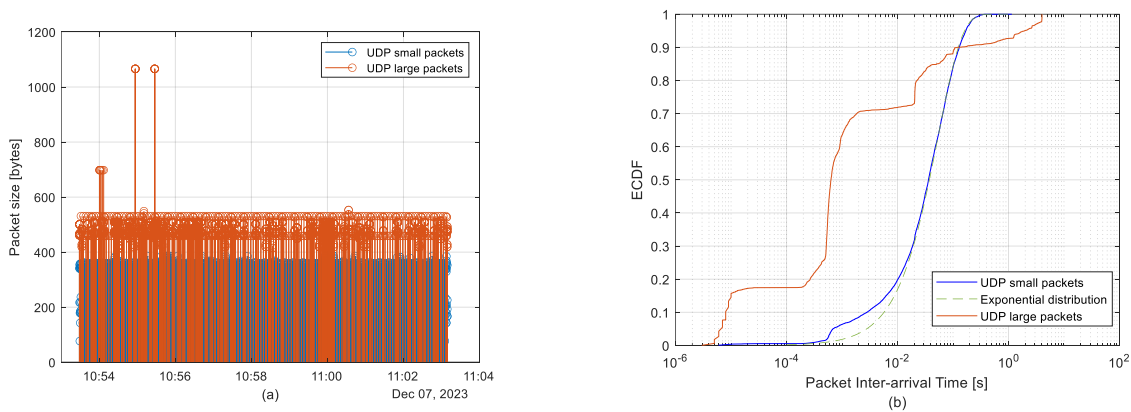 1200
1000
800
600
400
200
0
Packet size [bytes]
UDP small packets
UDP large packets
10:54
10:56
10:58
11:00
11:02
11:04
(a)
Dec 07, 2023
1
0.9
0.8
0.7
0.6
0.5
0.4
0.3
0.2
0.1
0
ECDF
UDP small packets
Exponential distribution
UDP large packets
10^-6
10^-4
10^-2
10^0
10^2
Packet Inter-arrival Time [s]
(b)